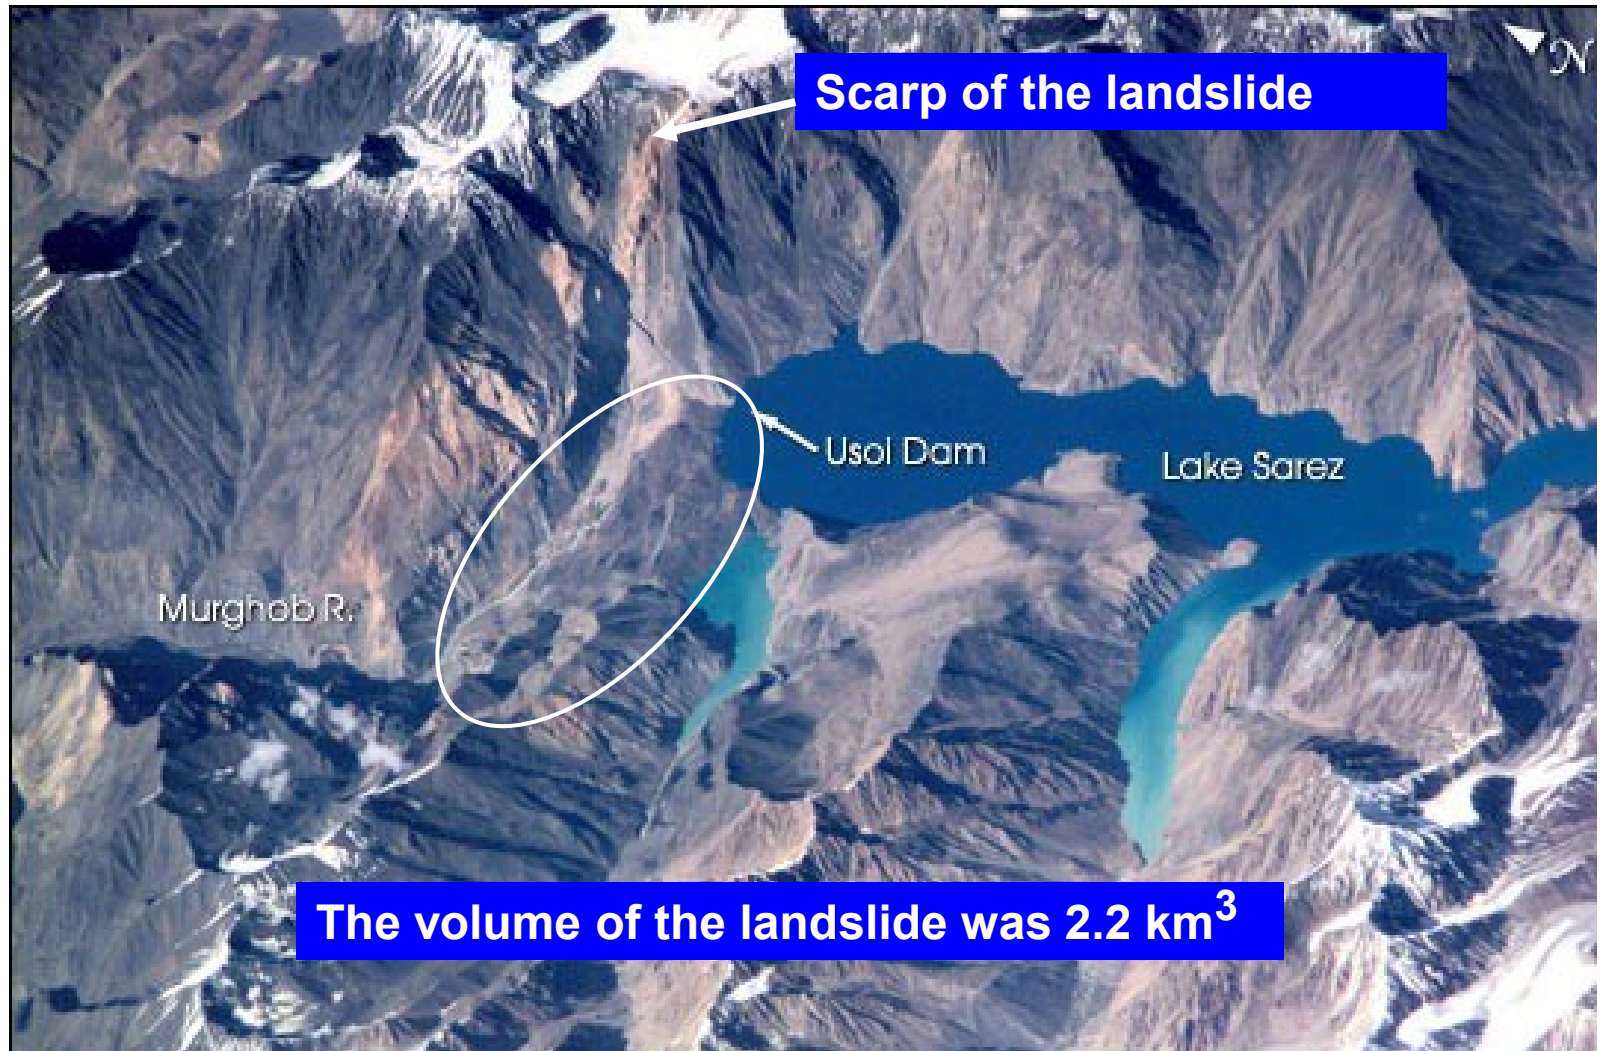 N
Scarp of the landslide
Usoi Dam
Lake Sarez
Murghob R.
The volume of the landslide was 2.2 km³